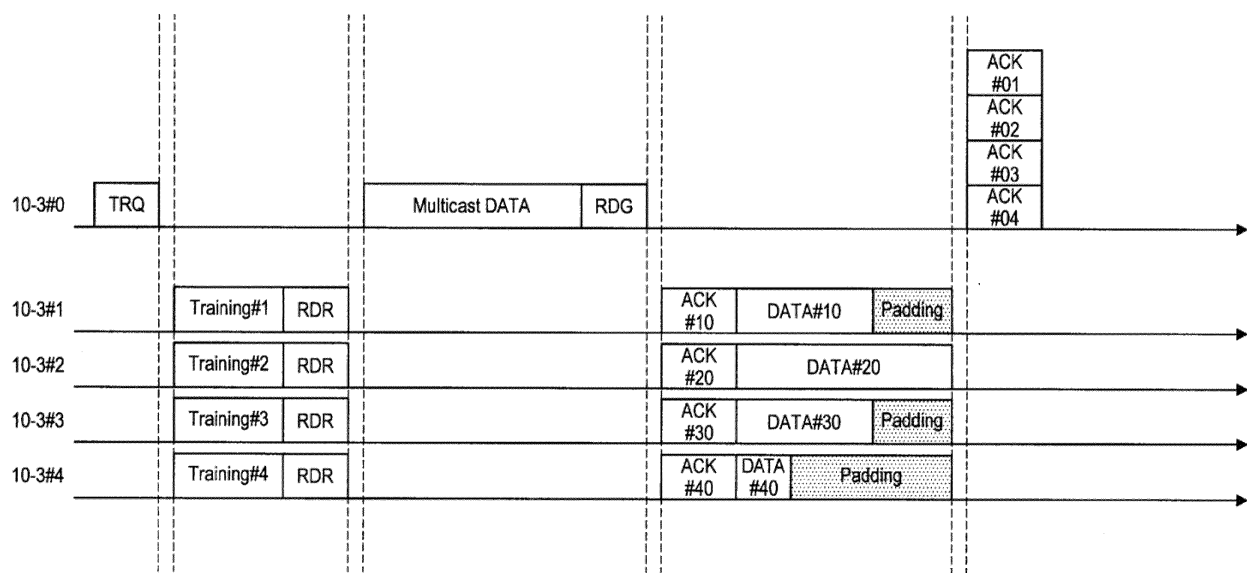 ACK
#01
ACK
#02
ACK
#03
10-3#0 TRQ Multicast DATA RDG ACK
#04
10-3#1 Training#1 RDR ACK
#10 DATA#10 Padding
10-3#2 Training#2 RDR ACK
#20 DATA#20
10-3#3 Training#3 RDR ACK
#30 DATA#30 Padding
10-3#4 Training#4 RDR ACK
#40 DATA
#40 Padding